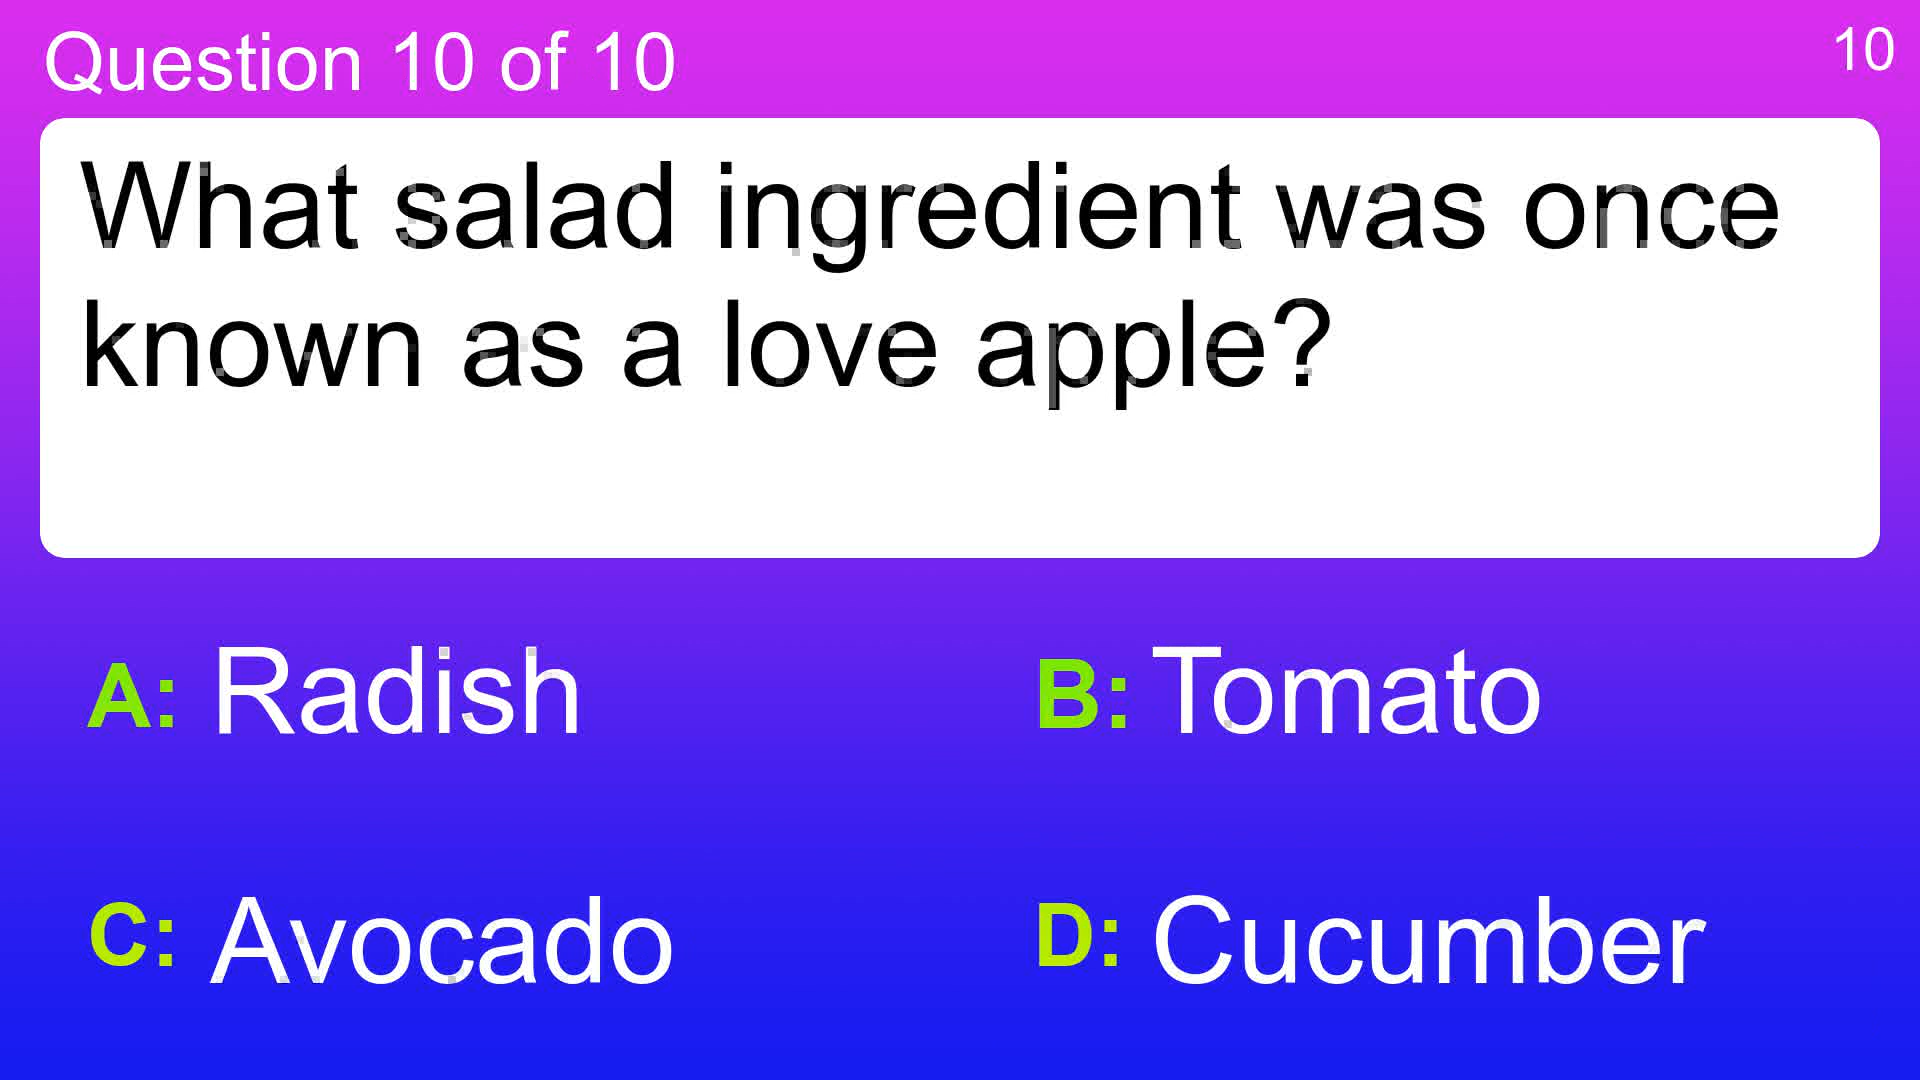 Question 10 of 10
10
What salad ingredient was once
known as a love apple?
A: Radish
B: Tomato
C: Avocado
D: Cucumber